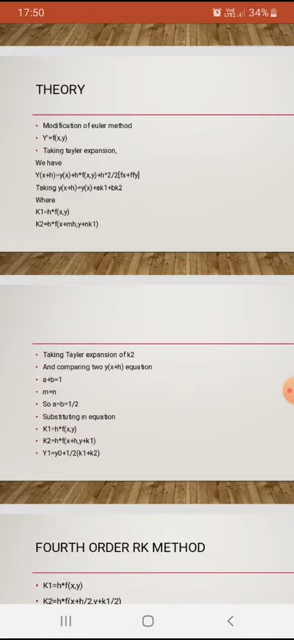 17:50
34%
THEORY
• Modification of euler method
• Y'=f(x,y)
• Taking tayler expansion,
We have
Y(x+h)=y(x)+h*f(x,y)+h^2/2[fx+ffy]
Taking y(x+h)=y(x)+ak1+bk2
Where
K1=h*f(x,y)
K2=h*f(x+mh,y+nk1)
• Taking Tayler expansion of k2
• And comparing two y(x+h) equation
• a+b=1
• m=n
• So a=b=1/2
• Substituting in equation
• K1=h*f(x,y)
• K2=h*f(x+h,y+k1)
• Y1=y0+1/2(k1+k2)
FOURTH ORDER RK METHOD
• K1=h*f(x,y)
• K2=h*f(x+h/2,y+k1/2)